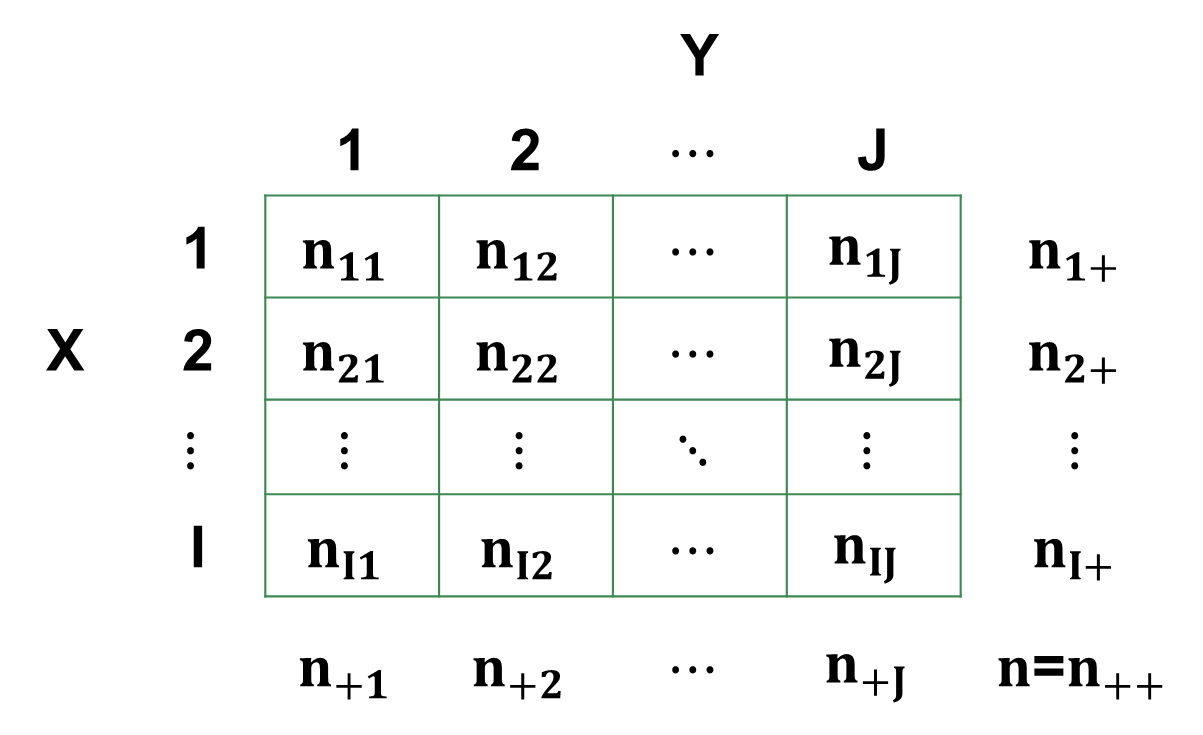 Y
1 2 ⋯ J
1 n₁₁ n₁₂ ⋯ n₁J n₁₊
X 2 n₂₁ n₂₂ ⋯ n₂J n₂₊
⋮ ⋮ ⋮ ⋱ ⋮ ⋮
I nI₁ nI₂ ⋯ nIJ nI₊
n₊₁ n₊₂ ⋯ n₊J n=n₊₊